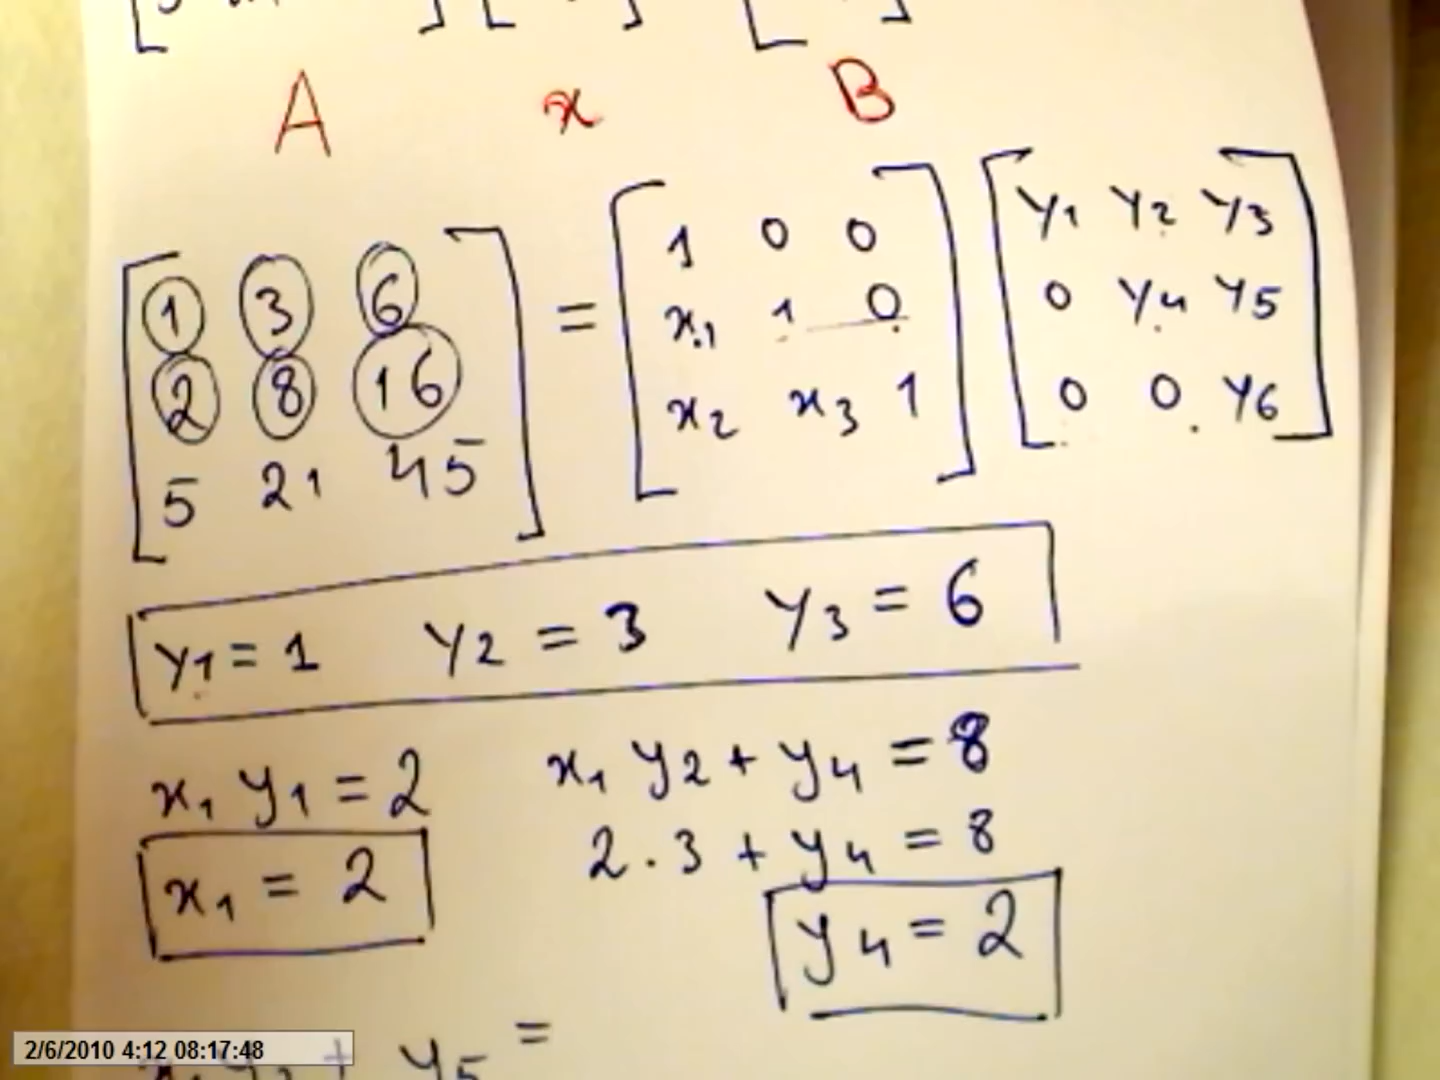 A x B
[1 3 6] = [1 0 0] [y1 y2 y3]
[2 8 16] [x1 1 0] [0 y4 y5]
[5 21 45] [x2 x3 1] [0 0 y6]
y1 = 1 y2 = 3 y3 = 6
x1 y1 = 2 x1 y2 + y4 = 8
2 . 3 + y4 = 8
x1 = 2
y4 = 2
+ y5 =
2/6/2010 4:12 08:17:48